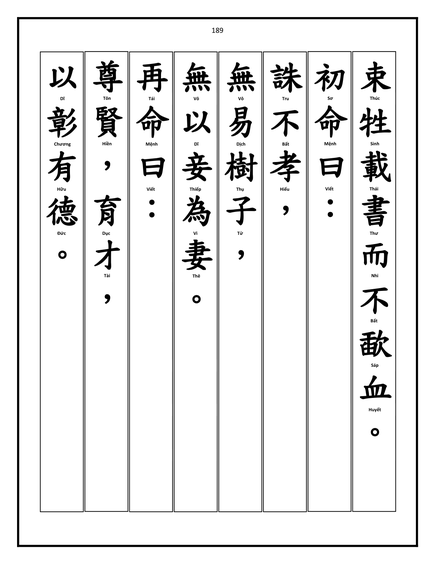 189
束牲載書而不歃血。
Thúc Sinh Thải Thư Nhi Bất Sáp Huyết
初命曰：
Sơ Mệnh Viết
誅不孝，
Tru Bất Hiếu
無易樹子，
Vô Dịch Thụ Tử
無以妾為妻。
Vô Dĩ Thiếp Vi Thê
再命曰：
Tái Mệnh Viết
尊賢，育才，
Tôn Hiền Dục Tài
以彰有德。
Dĩ Chương Hữu Đức